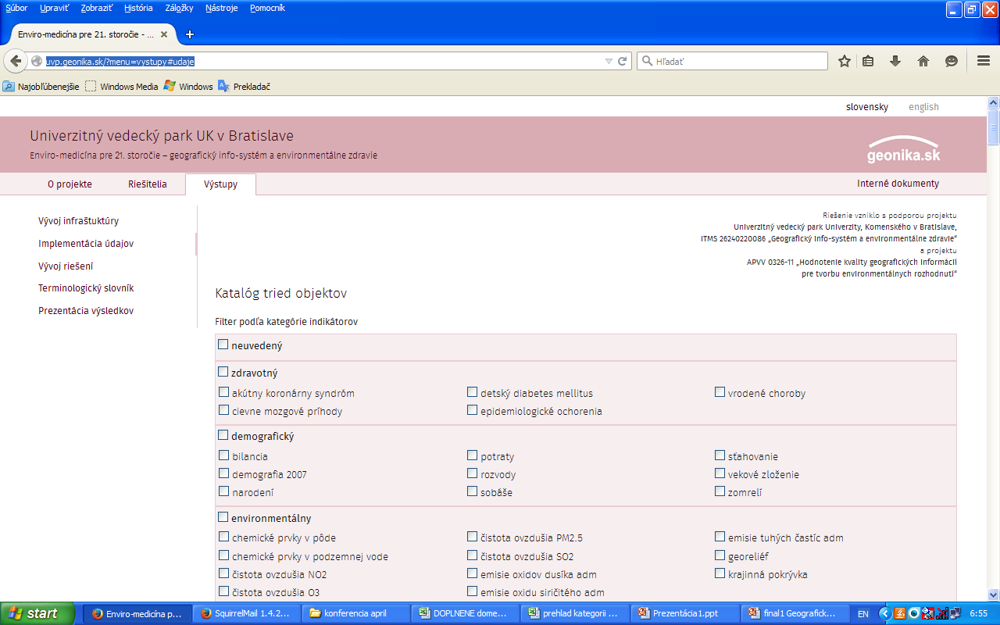 Súbor Upraviť Zobraziť História Záložky Nástroje Pomocník
Enviro-medicína pre 21. storočie - ...
uvp.geonika.sk/?menu=vystupy#udaje
Hľadať
Najobľúbenejšie Windows Media Windows Prekladač
slovensky english
Univerzitný vedecký park UK v Bratislave
Enviro-medicína pre 21. storočie – geografický info-systém a environmentálne zdravie
geonika.sk
O projekte Riešitelia Výstupy Interné dokumenty
Vývoj infraštuktúry
Implementácia údajov
Vývoj riešení
Terminologický slovník
Prezentácia výsledkov
Riešenie vzniklo s podporou projektu
Univerzitný vedecký park Univerzity, Komenského v Bratislave,
ITMS 26240220086 „Geografický info-systém a environmentálne zdravie“
a projektu
APVV 0326-11 „Hodnotenie kvality geografických informácií
pre tvorbu environmentálnych rozhodnutí“
Katalóg tried objektov
Filter podľa kategórie indikátorov
neuvedený
zdravotný
akútny koronárny syndróm detský diabetes mellitus vrodené choroby
cievne mozgové príhody epidemiologické ochorenia
demografický
bilancia potraty sťahovanie
demografia 2007 rozvody vekové zloženie
narodení sobáše zomrelí
environmentálny
chemické prvky v pôde čistota ovzdušia PM2.5 emisie tuhých častíc adm
chemické prvky v podzemnej vode čistota ovzdušia SO2 georeliéf
čistota ovzdušia NO2 emisie oxidov dusíka adm krajinná pokrývka
čistota ovzdušia O3 emisie oxidu siričitého adm
start Enviro-medicína p... SquirrelMail 1.4.2... konferencia april DOPLNENE dome... prehlad kategorii ... Prezentácia1.ppt final1 Geografick... EN 6:55